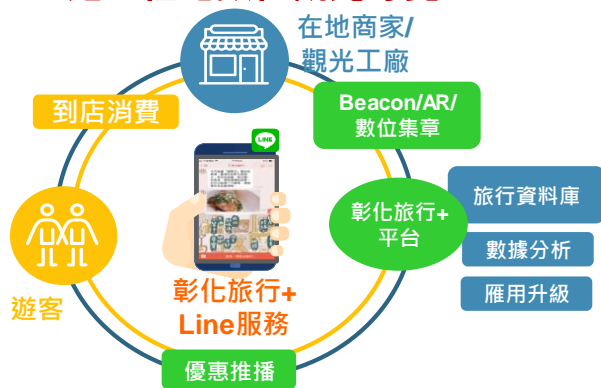 在地商家/
觀光工廠
到店消費
Beacon/AR/
數位集章
LINE
旅行資料庫
彰化旅行+
平台
數據分析
雁用升級
遊客
彰化旅行+
Line服務
優惠推播